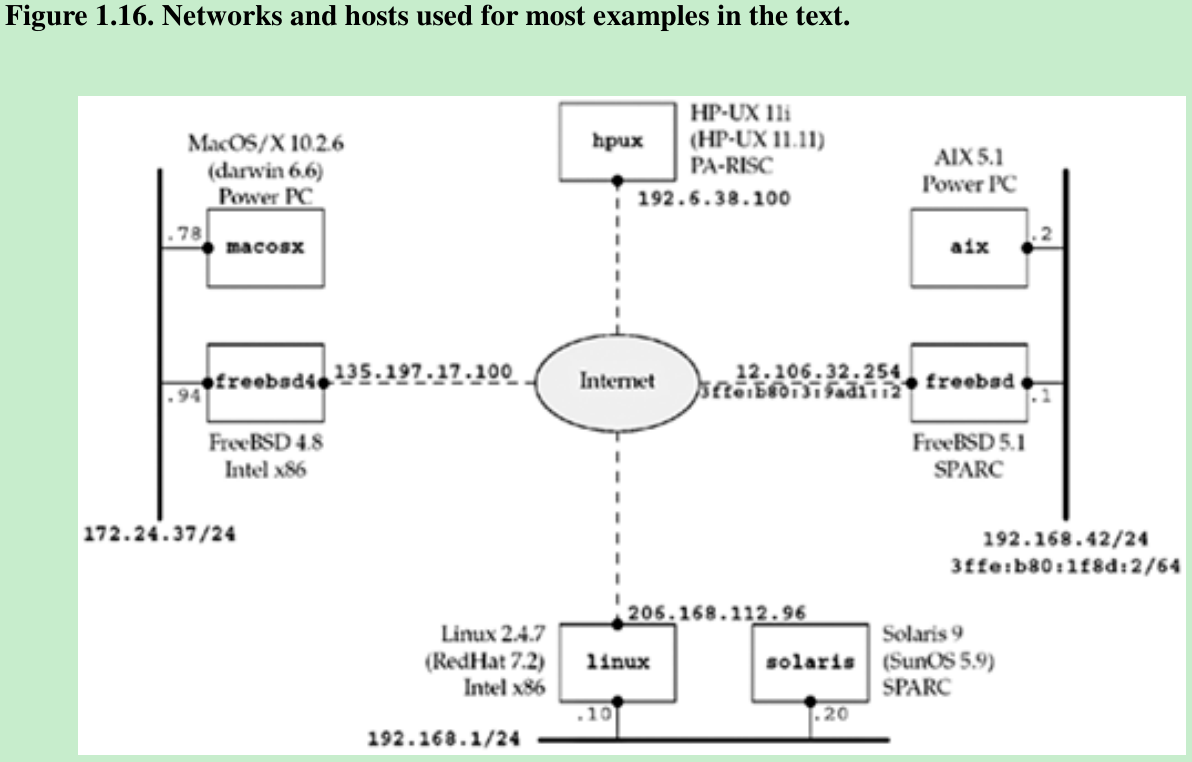 Figure 1.16. Networks and hosts used for most examples in the text.
HP-UX 11i
(HP-UX 11.11)
PA-RISC
hpux
192.6.38.100
MacOS/X 10.2.6
(darwin 6.6)
Power PC
.78
macosx
AIX 5.1
Power PC
aix
.2
.94
freebsd4
135.197.17.100
FreeBSD 4.8
Intel x86
172.24.37/24
Internet
12.106.32.254
3ffe:b80:3:9ad1::2
freebsd
.1
FreeBSD 5.1
SPARC
192.168.42/24
3ffe:b80:1f8d:2/64
206.168.112.96
Linux 2.4.7
(RedHat 7.2)
Intel x86
linux
.10
solaris
Solaris 9
(SunOS 5.9)
SPARC
.20
192.168.1/24